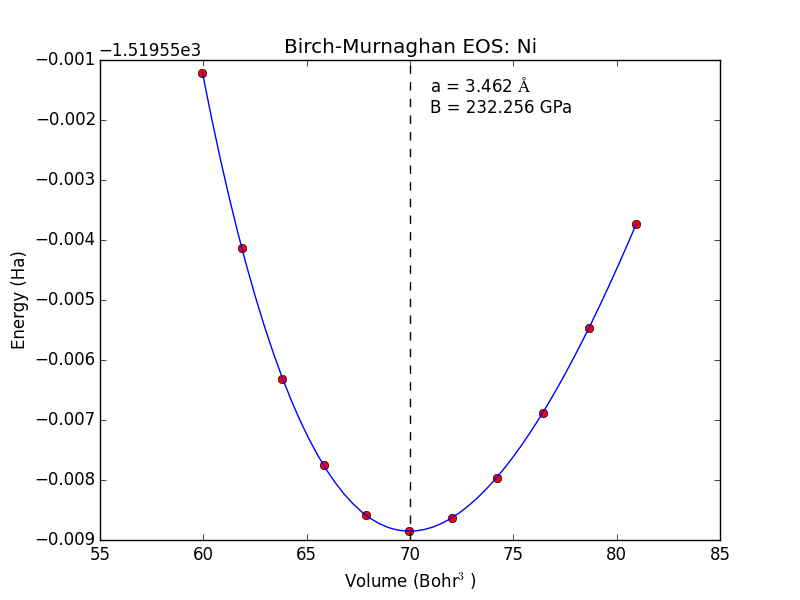 Birch-Murnaghan EOS: Ni
−1.51955e3
a = 3.462 Å
B = 232.256 GPa
−0.001
−0.002
−0.003
−0.004
−0.005
−0.006
−0.007
−0.008
−0.009
Energy (Ha)
55 60 65 70 75 80 85
Volume (Bohr³ )